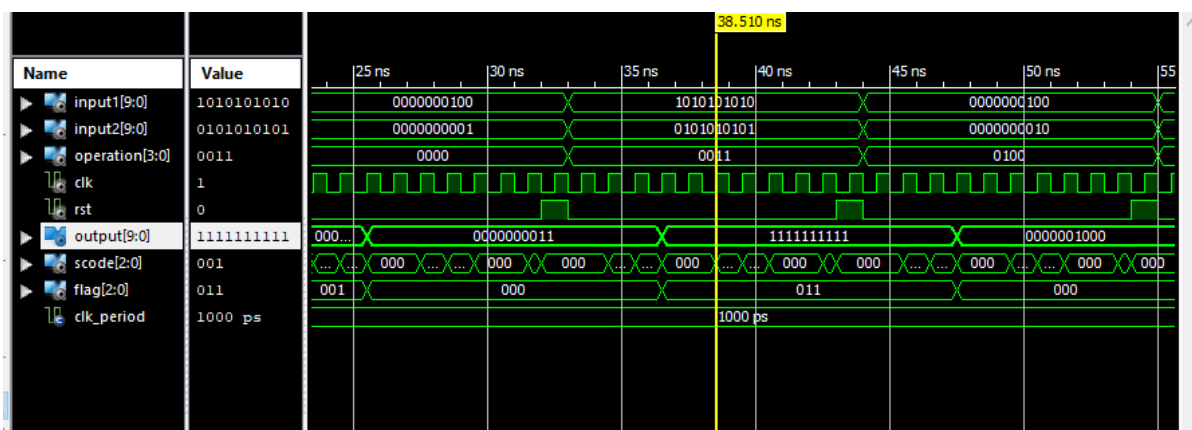 38.510 ns
Name Value 25 ns 30 ns 35 ns 40 ns 45 ns 50 ns 55
input1[9:0] 1010101010 0000000100 1010101010 0000000100
input2[9:0] 0101010101 0000000001 0101010101 0000000010
operation[3:0] 0011 0000 0011 0100
clk 1
rst 0
output[9:0] 1111111111 000... 0000000011 1111111111 0000001000
scode[2:0] 001 ... ... 000 ... ... 000 000 ... ... 000 ... ... 000 000 ... ... 000 ... ... 000 000
flag[2:0] 011 001 000 011 000
clk_period 1000 ps 1000 ps